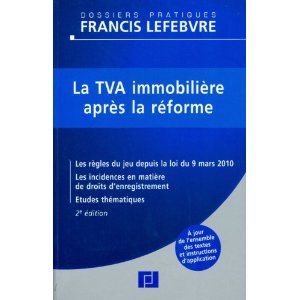 DOSSIERS PRATIQUES
FRANCIS LEFEBVRE
La TVA immobilière
après la réforme
Les règles du jeu depuis la loi du 9 mars 2010
Les incidences en matière
de droits d'enregistrement
Etudes thématiques
2e édition
À jour
de l'ensemble
des textes
et instructions
d'application